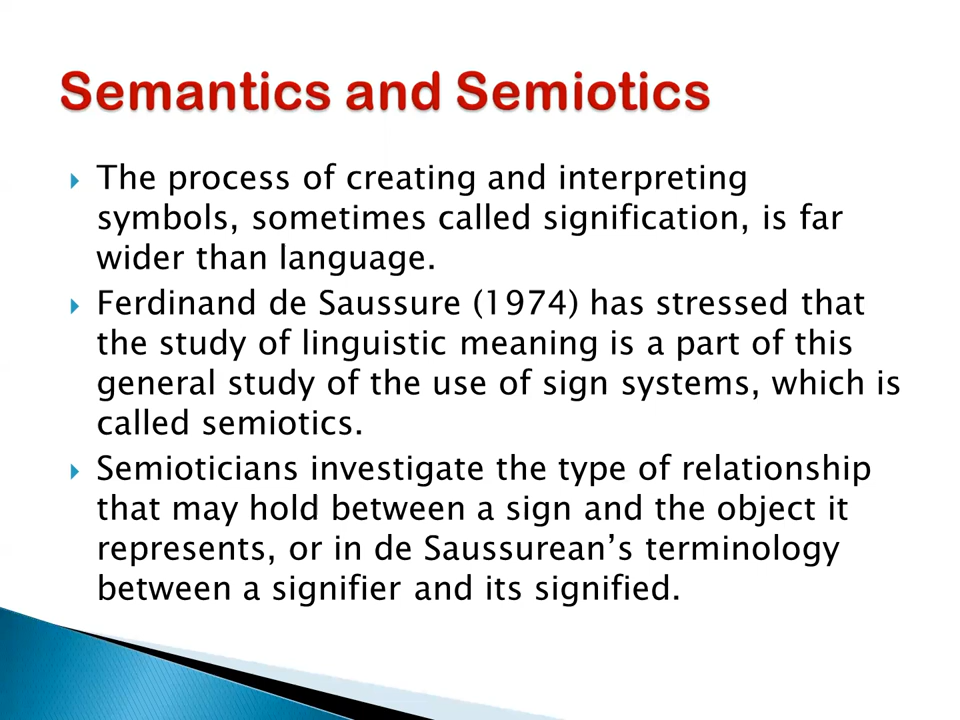 Semantics and Semiotics
The process of creating and interpreting
symbols, sometimes called signification, is far
wider than language.
Ferdinand de Saussure (1974) has stressed that
the study of linguistic meaning is a part of this
general study of the use of sign systems, which is
called semiotics.
Semioticians investigate the type of relationship
that may hold between a sign and the object it
represents, or in de Saussurean’s terminology
between a signifier and its signified.